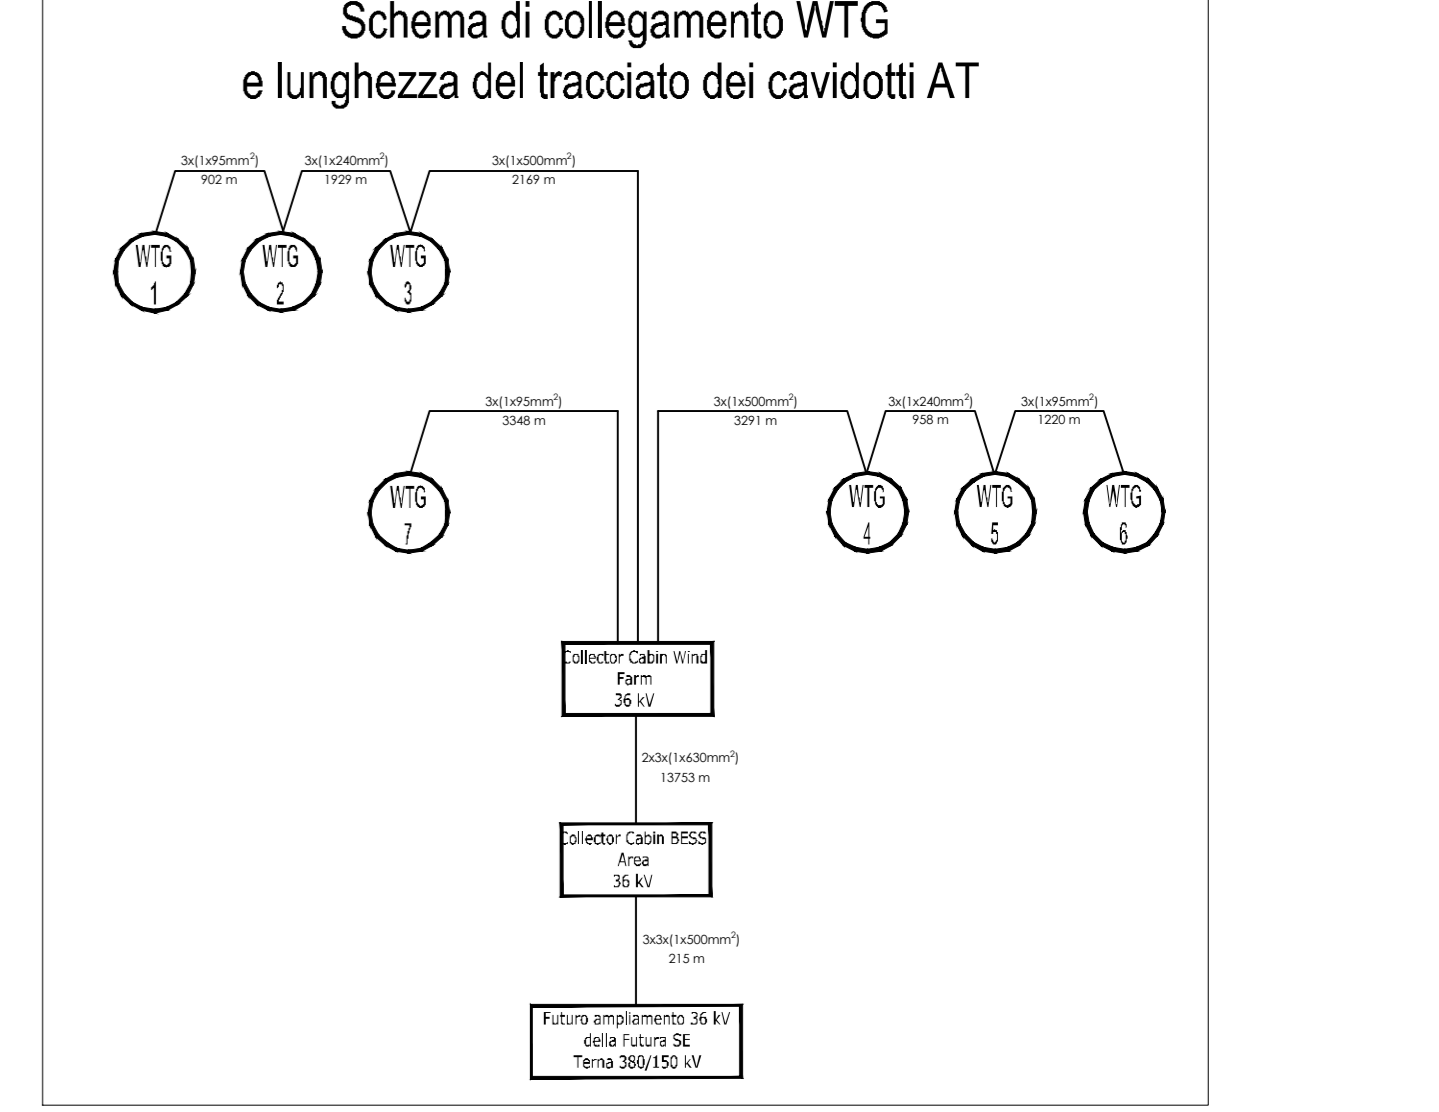 Schema di collegamento WTG
e lunghezza del tracciato dei cavidotti AT
3x(1x95mm²)
902 m
3x(1x240mm²)
1929 m
3x(1x500mm²)
2169 m
WTG
1
WTG
2
WTG
3
3x(1x95mm²)
3348 m
3x(1x500mm²)
3291 m
3x(1x240mm²)
958 m
3x(1x95mm²)
1220 m
WTG
7
WTG
4
WTG
5
WTG
6
Collector Cabin Wind
Farm
36 kV
2x3x(1x630mm²)
13753 m
Collector Cabin BESS
Area
36 kV
3x3x(1x500mm²)
215 m
Futuro ampliamento 36 kV
della Futura SE
Terna 380/150 kV